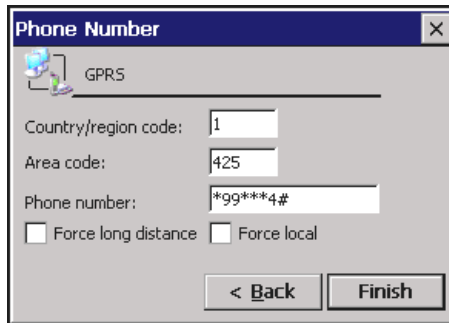 Phone Number
GPRS
Country/region code: 1
Area code: 425
Phone number: *99***4#
Force long distance Force local
< Back Finish